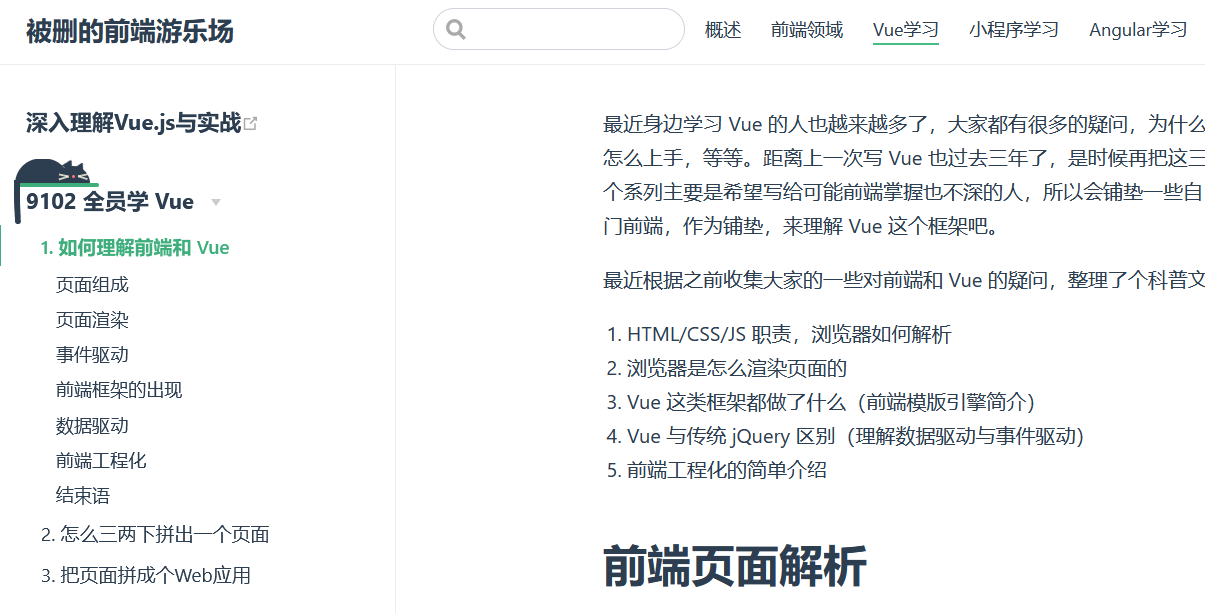 被删的前端游乐场
概述
前端领域
Vue学习
小程序学习
Angular学习
深入理解Vue.js与实战
9102 全员学 Vue
1. 如何理解前端和 Vue
页面组成
页面渲染
事件驱动
前端框架的出现
数据驱动
前端工程化
结束语
2. 怎么三两下拼出一个页面
3. 把页面拼成个Web应用
最近身边学习 Vue 的人也越来越多了，大家都有很多的疑问，为什么
怎么上手，等等。距离上一次写 Vue 也过去三年了，是时候再把这三
个系列主要是希望写给可能前端掌握也不深的人，所以会铺垫一些自
门前端，作为铺垫，来理解 Vue 这个框架吧。
最近根据之前收集大家的一些对前端和 Vue 的疑问，整理了个科普文
1. HTML/CSS/JS 职责，浏览器如何解析
2. 浏览器是怎么渲染页面的
3. Vue 这类框架都做了什么（前端模版引擎简介）
4. Vue 与传统 jQuery 区别（理解数据驱动与事件驱动）
5. 前端工程化的简单介绍
前端页面解析